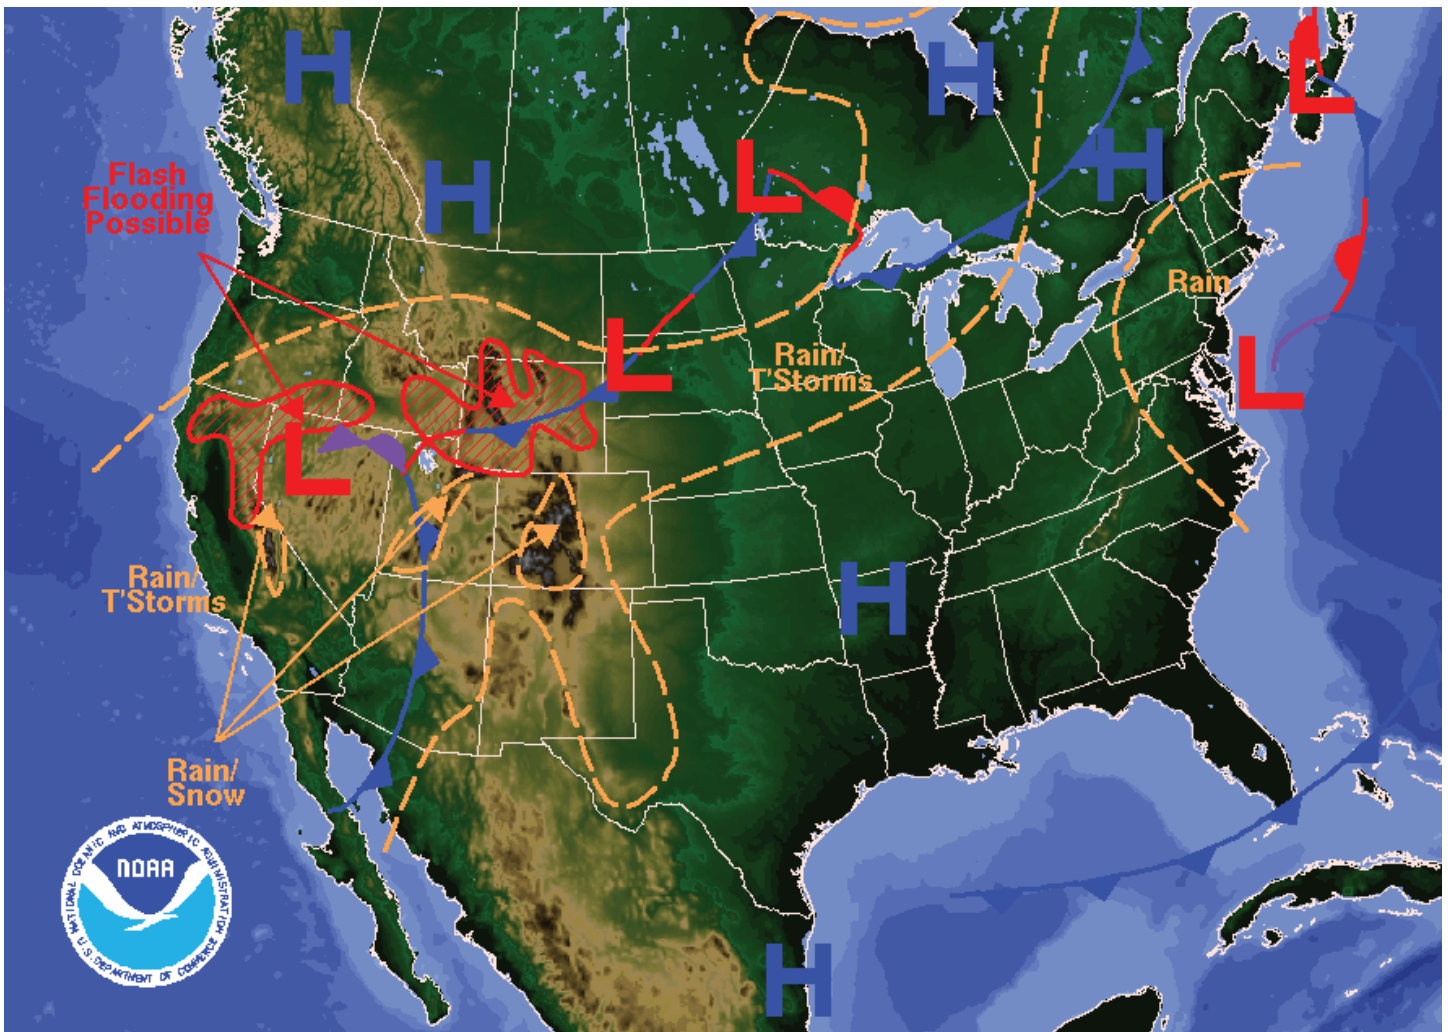 H
H
H
Flash
Flooding
Possible
H
L
L
Rain
L
Rain/
T'Storms
L
L
Rain/
T'Storms
H
Rain/
Snow
H
NATIONAL OCEANIC AND ATMOSPHERIC ADMINISTRATION
NOAA
U.S. DEPARTMENT OF COMMERCE